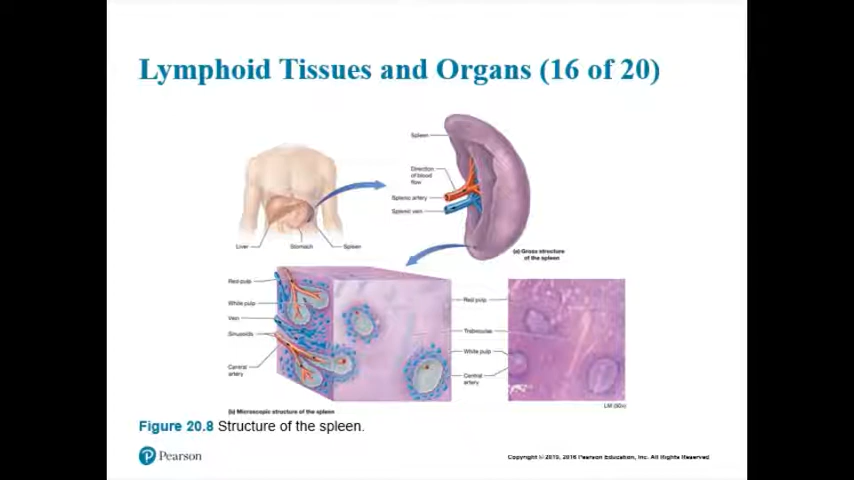 Lymphoid Tissues and Organs (16 of 20)
Spleen
Direction
of blood
flow
Splenic artery
Splenic vein
Liver
Stomach
Spleen
(a) Gross structure
of the spleen
Red pulp
White pulp
Vein
Sinusoids
Central
artery
Red pulp
Trabeculae
White pulp
Central
artery
LM (60x)
(b) Microscopic structure of the spleen
Figure 20.8 Structure of the spleen.
Pearson
Copyright © 2019, 2016 Pearson Education, Inc. All Rights Reserved